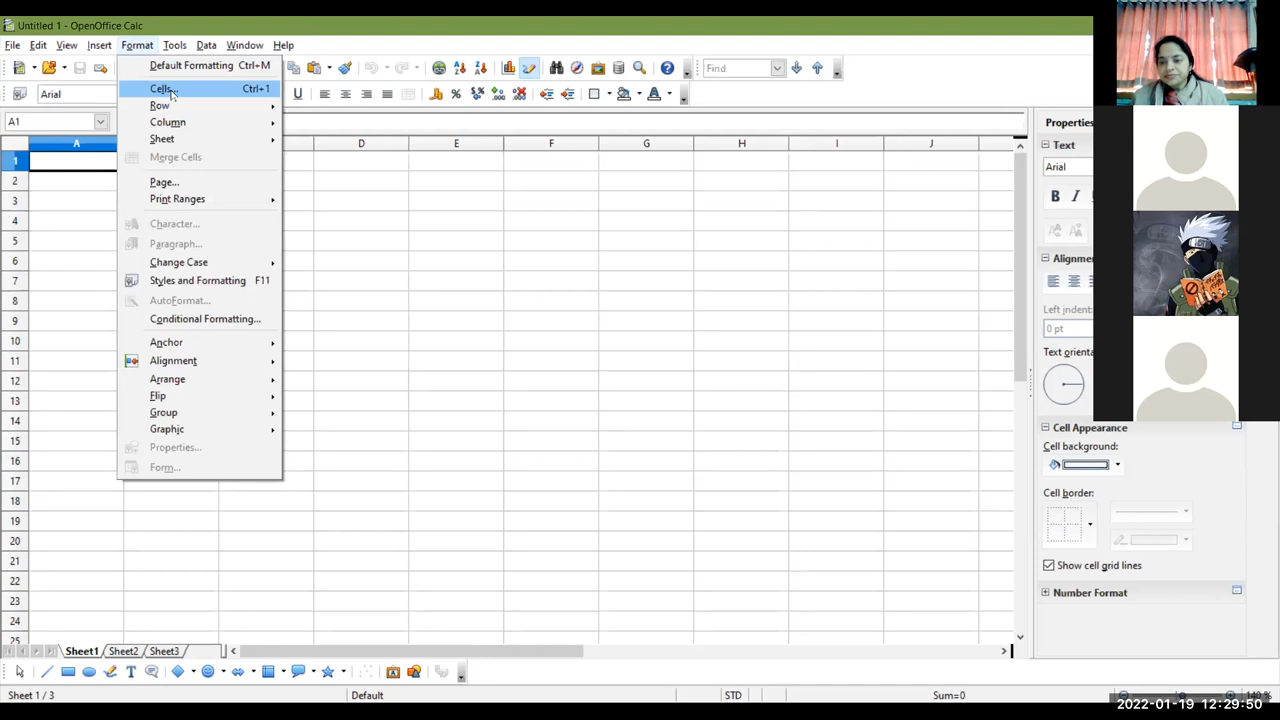 Untitled 1 - OpenOffice Calc
File Edit View Insert Format Tools Data Window Help
Default Formatting Ctrl+M
Find
Arial
Cells... Ctrl+1
Row
A1
Column
Sheet
Merge Cells
Page...
Print Ranges
Character...
Paragraph...
Change Case
Styles and Formatting F11
AutoFormat...
Conditional Formatting...
Anchor
Alignment
Arrange
Flip
Group
Graphic
Properties...
Form...
A D E F G H I J
1
2
3
4
5
6
7
8
9
10
11
12
13
14
15
16
17
18
19
20
21
22
23
24
25
Properties
Text
Arial
B I
Alignment
Left indent:
0 pt
Text orienta
Cell Appearance
Cell background:
Cell border:
Show cell grid lines
Number Format
Sheet1 Sheet2 Sheet3
Sheet 1 / 3 Default STD Sum=0 140 %
2022-01-19 12:29:50